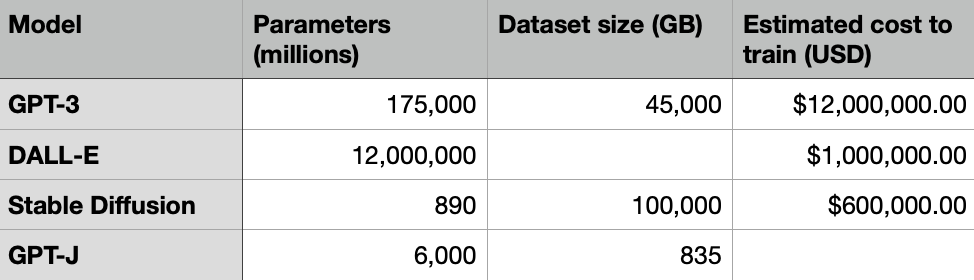 Model Parameters (millions) Dataset size (GB) Estimated cost to train (USD)
GPT-3 175,000 45,000 $12,000,000.00
DALL-E 12,000,000 $1,000,000.00
Stable Diffusion 890 100,000 $600,000.00
GPT-J 6,000 835